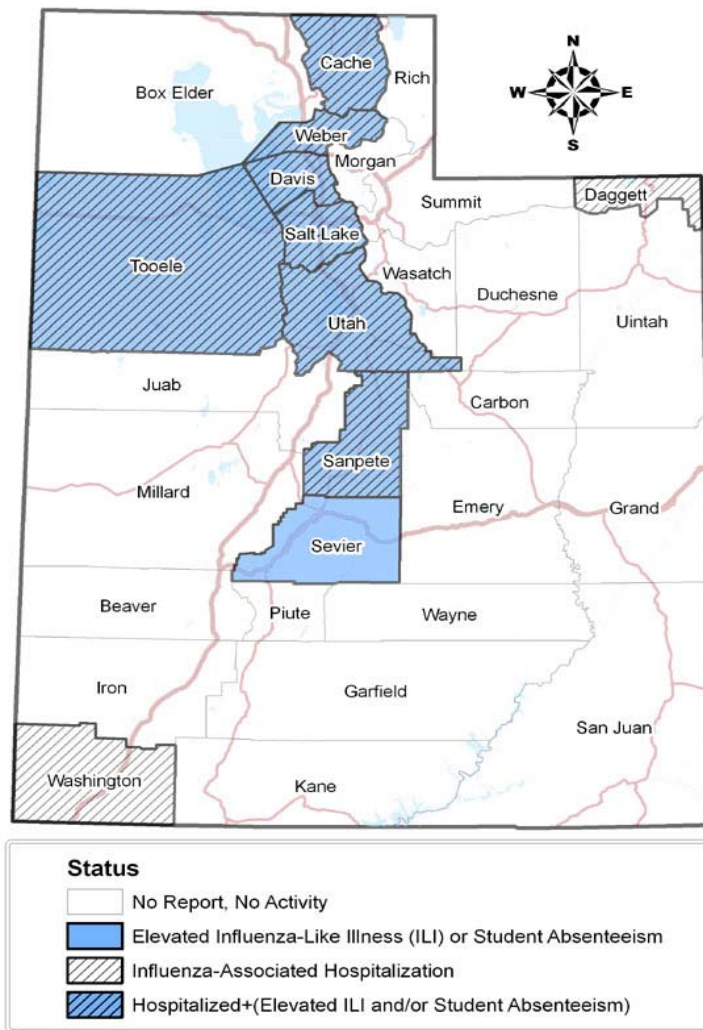 N
W E
S
Cache
Rich
Box Elder
Weber
Morgan
Davis
Summit
Daggett
Salt Lake
Tooele
Wasatch
Duchesne
Utah
Uintah
Juab
Carbon
Sanpete
Millard
Emery
Grand
Sevier
Beaver
Piute
Wayne
Iron
Garfield
San Juan
Washington
Kane
Status
No Report, No Activity
Elevated Influenza-Like Illness (ILI) or Student Absenteeism
Influenza-Associated Hospitalization
Hospitalized+(Elevated ILI and/or Student Absenteeism)